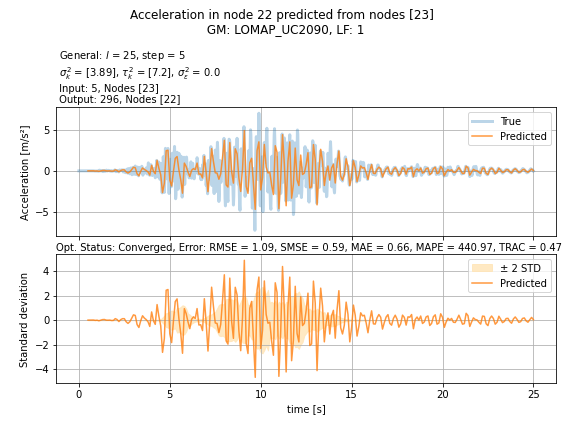 Acceleration in node 22 predicted from nodes [23]
GM: LOMAP_UC2090, LF: 1
General: l = 25, step = 5
σ²ₖ = [3.89], τ²ₖ = [7.2], σ²ε = 0.0
Input: 5, Nodes [23]
Output: 296, Nodes [22]
True
Predicted
5
0
−5
Acceleration [m/s²]
Opt. Status: Converged, Error: RMSE = 1.09, SMSE = 0.59, MAE = 0.66, MAPE = 440.97, TRAC = 0.47
± 2 STD
Predicted
4
2
0
−2
−4
Standard deviation
0 5 10 15 20 25
time [s]